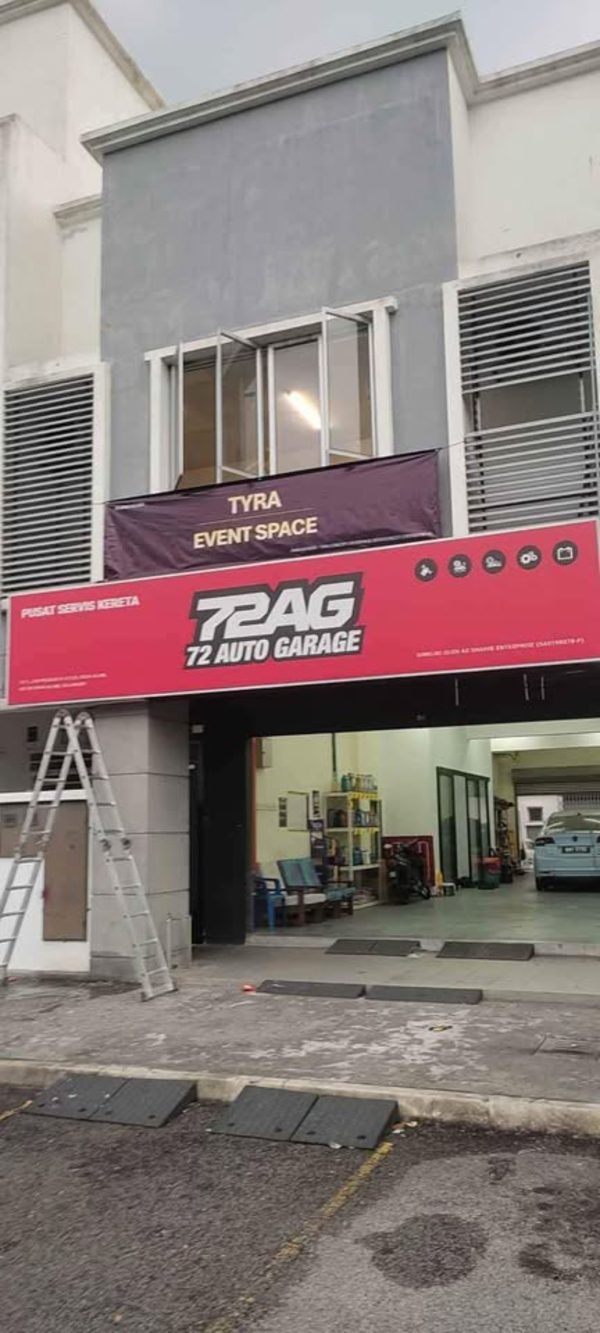 TYRA
EVENT SPACE
PUSAT SERVIS KERETA
72AG
72 AUTO GARAGE